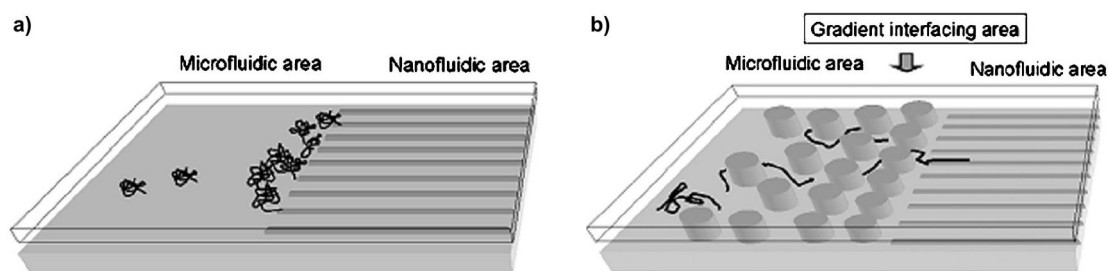 a)
Microfluidic area
Nanofluidic area
b)
Gradient interfacing area
Microfluidic area
Nanofluidic area